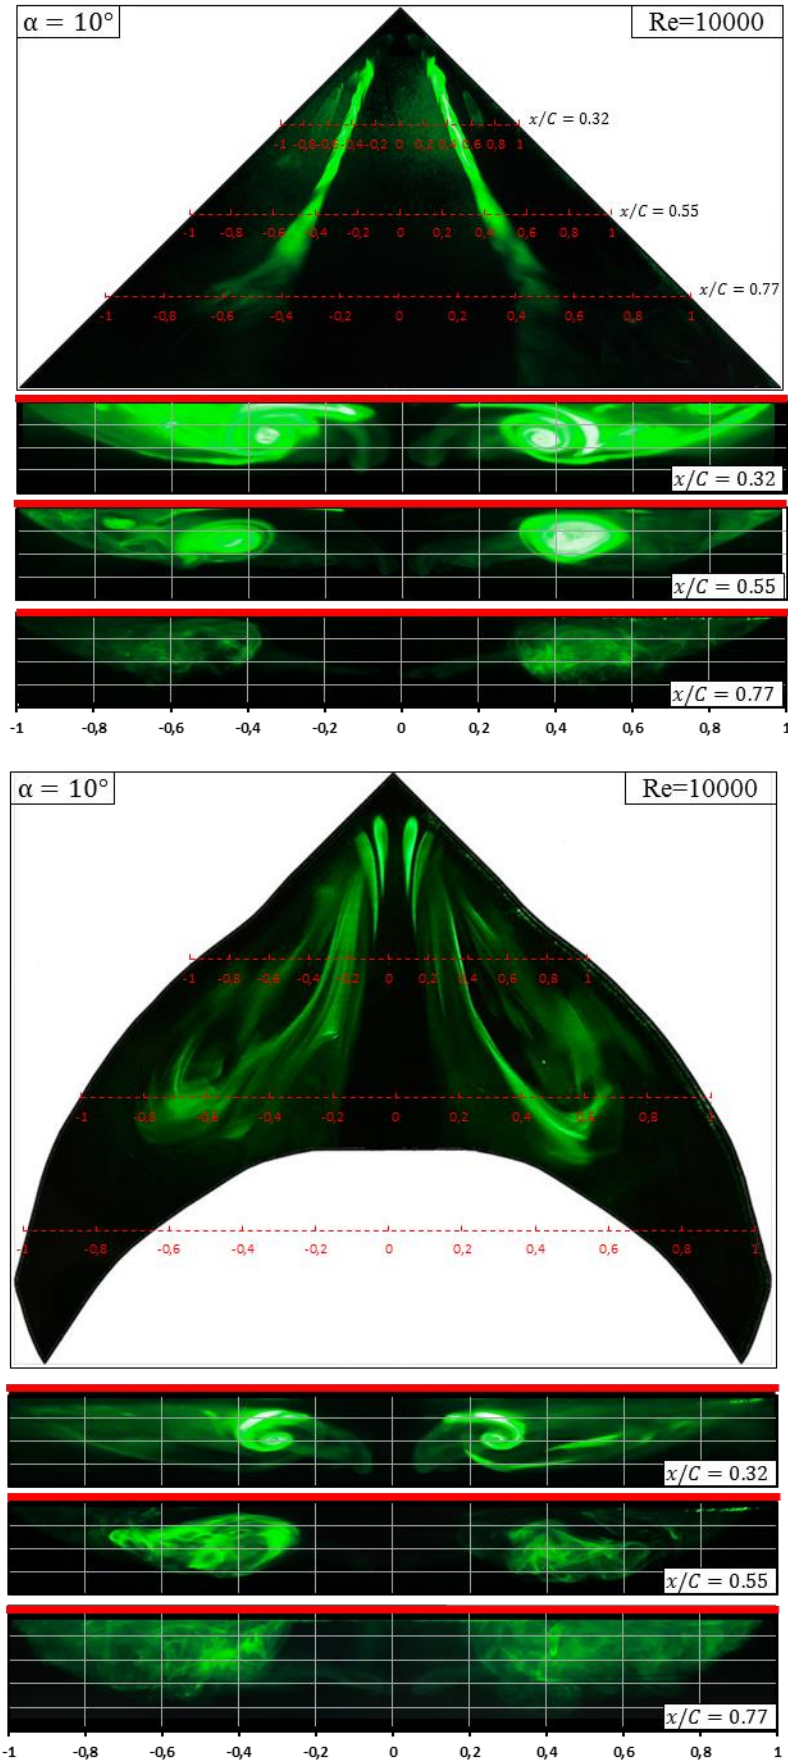 α = 10°
Re=10000
x/C = 0.32
-1 -0,8 -0,6 -0,4 -0,2 0 0,2 0,4 0,6 0,8 1
x/C = 0.55
-1 -0,8 -0,6 -0,4 -0,2 0 0,2 0,4 0,6 0,8 1
x/C = 0.77
-1 -0,8 -0,6 -0,4 -0,2 0 0,2 0,4 0,6 0,8 1
x/C = 0.32
x/C = 0.55
x/C = 0.77
-1 -0,8 -0,6 -0,4 -0,2 0 0,2 0,4 0,6 0,8 1
α = 10°
Re=10000
-1 -0,8 -0,6 -0,4 -0,2 0 0,2 0,4 0,6 0,8 1
-1 -0,8 -0,6 -0,4 -0,2 0 0,2 0,4 0,6 0,8 1
-1 -0,8 -0,6 -0,4 -0,2 0 0,2 0,4 0,6 0,8 1
x/C = 0.32
x/C = 0.55
x/C = 0.77
-1 -0,8 -0,6 -0,4 -0,2 0 0,2 0,4 0,6 0,8 1